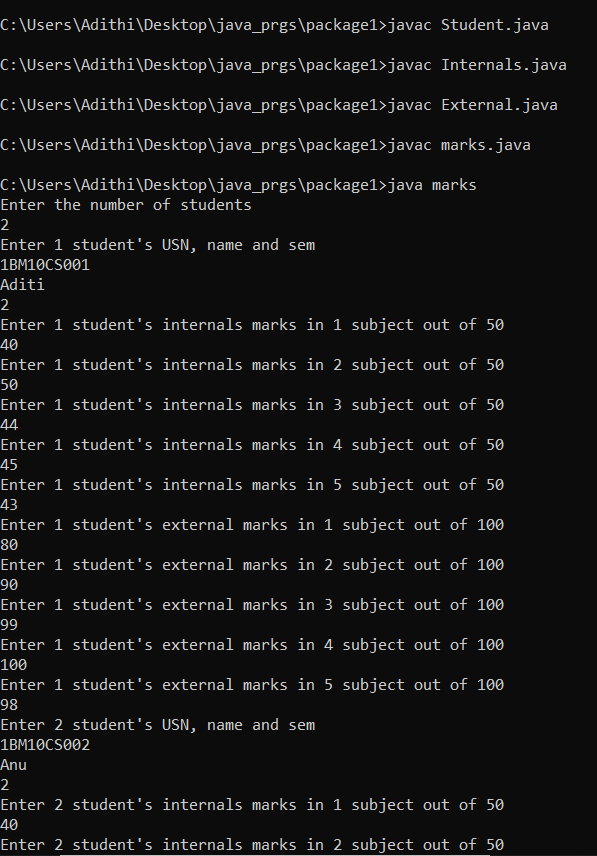 C:\Users\Adithi\Desktop\java_prgs\package1>javac Student.java
C:\Users\Adithi\Desktop\java_prgs\package1>javac Internals.java
C:\Users\Adithi\Desktop\java_prgs\package1>javac External.java
C:\Users\Adithi\Desktop\java_prgs\package1>javac marks.java
C:\Users\Adithi\Desktop\java_prgs\package1>java marks
Enter the number of students
2
Enter 1 student's USN, name and sem
1BM10CS001
Aditi
2
Enter 1 student's internals marks in 1 subject out of 50
40
Enter 1 student's internals marks in 2 subject out of 50
50
Enter 1 student's internals marks in 3 subject out of 50
44
Enter 1 student's internals marks in 4 subject out of 50
45
Enter 1 student's internals marks in 5 subject out of 50
43
Enter 1 student's external marks in 1 subject out of 100
80
Enter 1 student's external marks in 2 subject out of 100
90
Enter 1 student's external marks in 3 subject out of 100
99
Enter 1 student's external marks in 4 subject out of 100
100
Enter 1 student's external marks in 5 subject out of 100
98
Enter 2 student's USN, name and sem
1BM10CS002
Anu
2
Enter 2 student's internals marks in 1 subject out of 50
40
Enter 2 student's internals marks in 2 subject out of 50